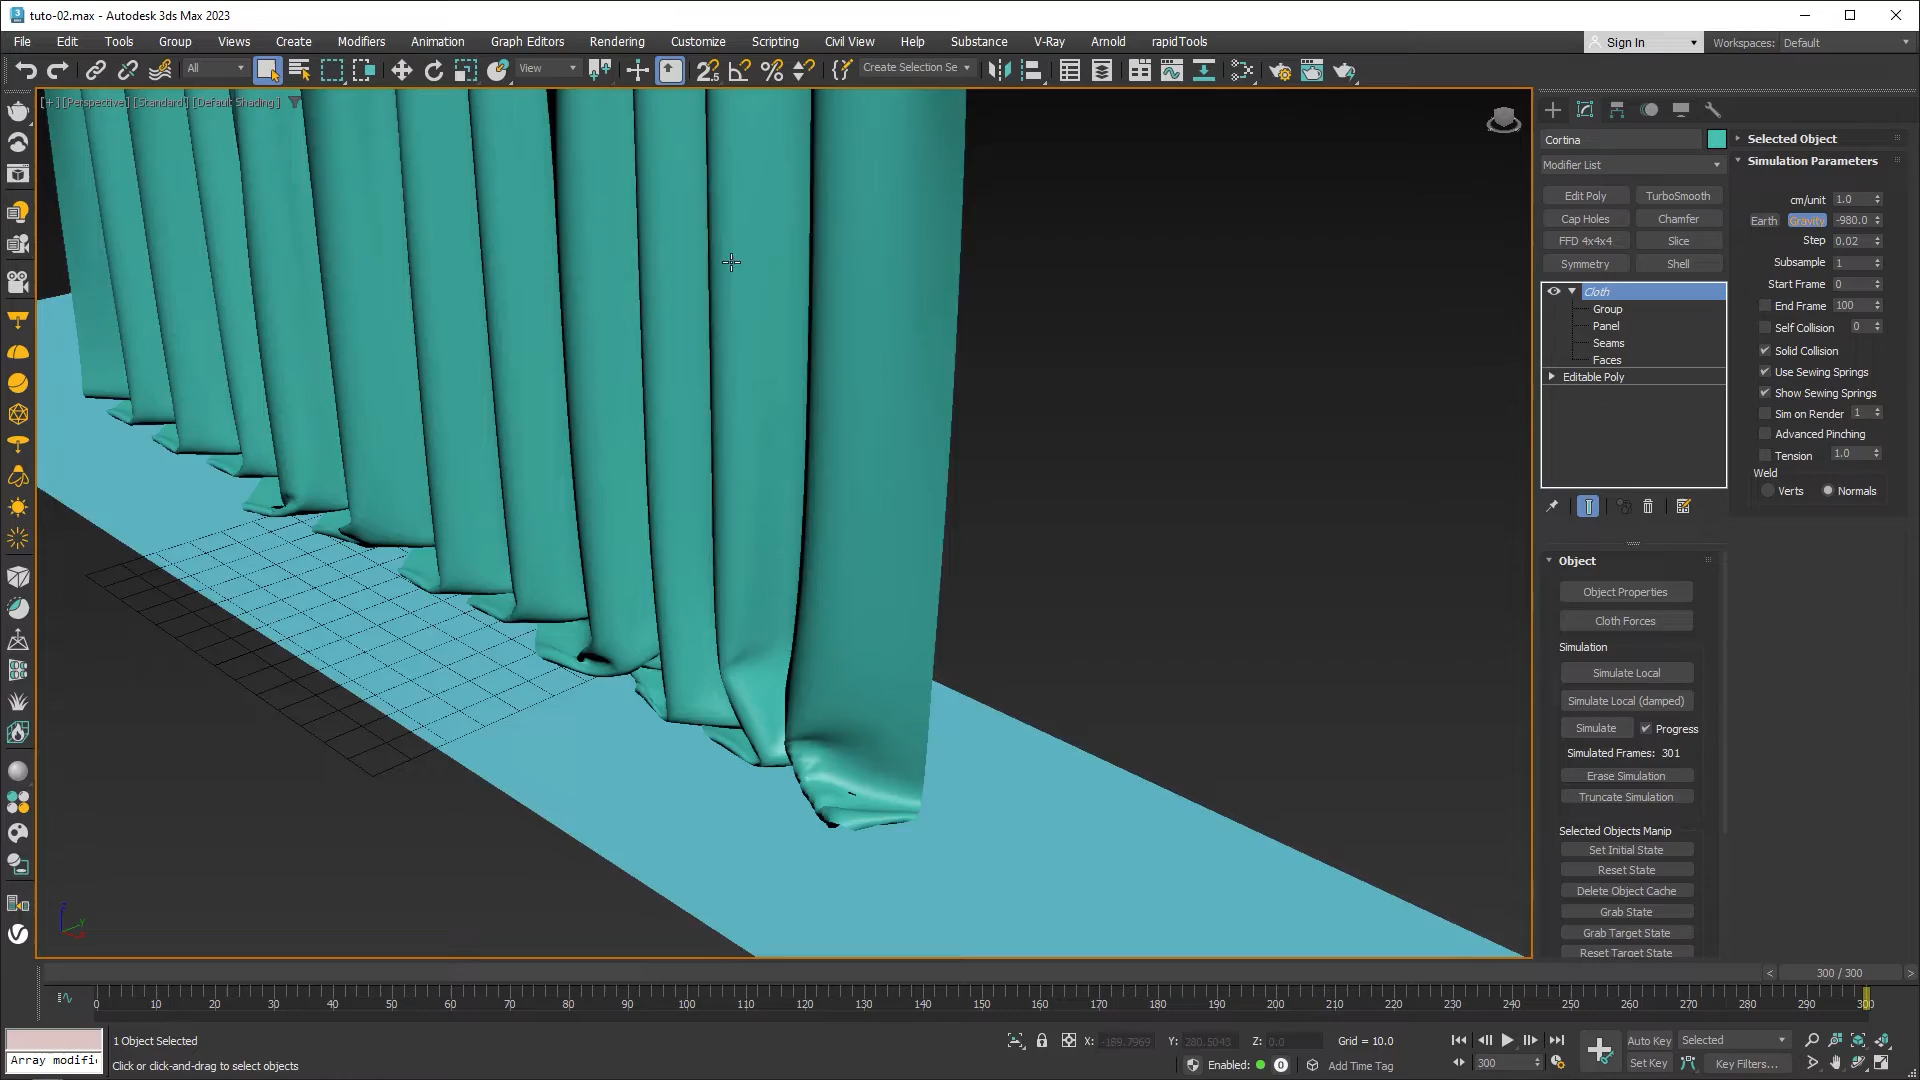 tuto-02.max - Autodesk 3ds Max 2023
File Edit Tools Group Views Create Modifiers Animation Graph Editors Rendering Customize Scripting Civil View Help Substance V-Ray Arnold rapidTools
Sign In Workspaces: Default
All View Create Selection Se
[+] [Perspective] [Standard] [Default Shading]
Cortina
Modifier List
Edit Poly TurboSmooth
Cap Holes Chamfer
FFD 4x4x4 Slice
Symmetry Shell
Cloth
Group
Panel
Seams
Faces
Editable Poly
Selected Object
Simulation Parameters
cm/unit 1.0
Earth Gravity -980.0
Step 0.02
Subsample 1
Start Frame 0
End Frame 100
Self Collision 0
Solid Collision
Use Sewing Springs
Show Sewing Springs
Sim on Render 1
Advanced Pinching
Tension 1.0
Weld
Verts Normals
Object
Object Properties
Cloth Forces
Simulation
Simulate Local
Simulate Local (damped)
Simulate Progress
Simulated Frames: 301
Erase Simulation
Truncate Simulation
Selected Objects Manip
Set Initial State
Reset State
Delete Object Cache
Grab State
Grab Target State
Reset Target State
z y x
< 300 / 300 >
0 10 20 30 40 50 60 70 80 90 100 110 120 130 140 150 160 170 180 190 200 210 220 230 240 250 260 270 280 290 300
Array modifi
1 Object Selected
Click or click-and-drag to select objects
X: -189.7969 Y: 280.5043 Z: 0.0 Grid = 10.0
Enabled: 0 Add Time Tag
300
Auto Key Selected
Set Key Key Filters...